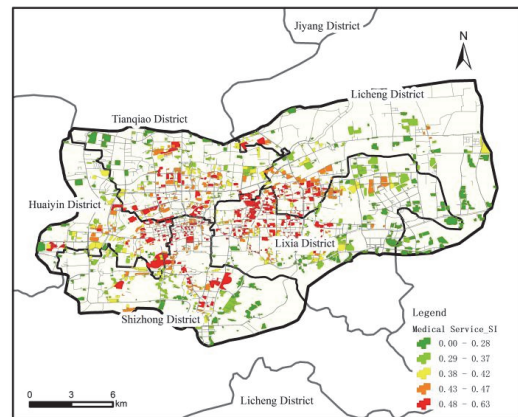 Jiyang District
N
Licheng District
Tianqiao District
Huaiyin District
Lixia District
Shizhong District
Licheng District
Legend
Medical Service_SI
0.00 - 0.28
0.29 - 0.37
0.38 - 0.42
0.43 - 0.47
0.48 - 0.63
0 3 6
km